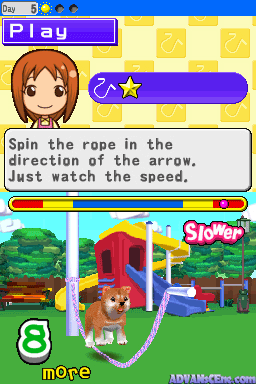 Day 5
Play
Spin the rope in the
direction of the arrow.
Just watch the speed.
Slower
8
more
ADVANsCEne.com